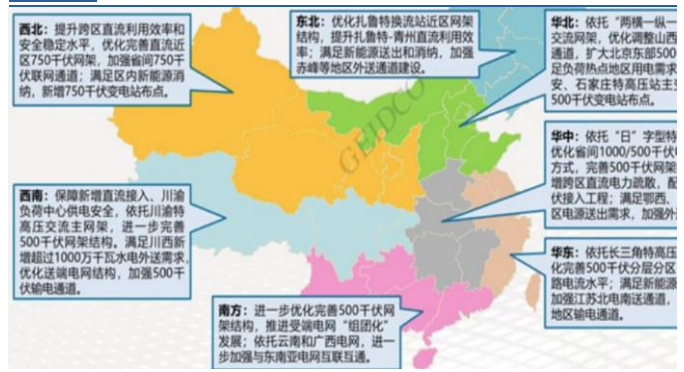 西北：提升跨区直流利用效率和
安全稳定水平，优化完善直流近
区750千伏网架，加强省间750千
伏联网通道；满足区内新能源消
纳，新增750千伏变电站布点。
东北：优化扎鲁特换流站近区网架
结构，提升扎鲁特-青州直流利用效
率；满足新能源送出和消纳，加强
赤峰等地区外送通道建设。
华北：依托“两横一纵一
交流网架，优化调整山西
通道，扩大北京东部500
足负荷热点地区用电需求
安、石家庄特高压站主变
500千伏变电站布点。
GEIDCO
华中：依托“日”字型特
优化省间1000/500千伏
方式，完善500千伏网架
增跨区直流电力疏散，配
伏接入工程；满足鄂西、
区电源送出需求，加强外
西南：保障新增直流接入、川渝
负荷中心供电安全，依托川渝特
高压交流主网架，进一步完善
500千伏网架结构。满足川西新
增超过1000万千瓦水电外送需求，
优化送端电网结构，加强500千
伏输电通道。
华东：依托长三角特高压
化完善500千伏分层分区
路电流水平；满足新能源
加强江苏北电南送通道，
地区输电通道。
南方：进一步优化完善500千伏网
架结构，推进受端电网“组团化”
发展；依托云南和广西电网，进一
步加强与东南亚电网互联互通。